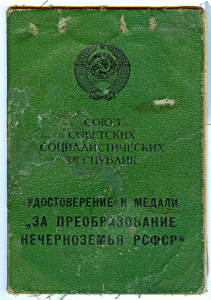 СОЮЗ
СОВЕТСКИХ
СОЦИАЛИСТИЧЕСКИХ
РЕСПУБЛИК
УДОСТОВЕРЕНИЕ К МЕДАЛИ
„ЗА ПРЕОБРАЗОВАНИЕ
НЕЧЕРНОЗЕМЬЯ РСФСР“